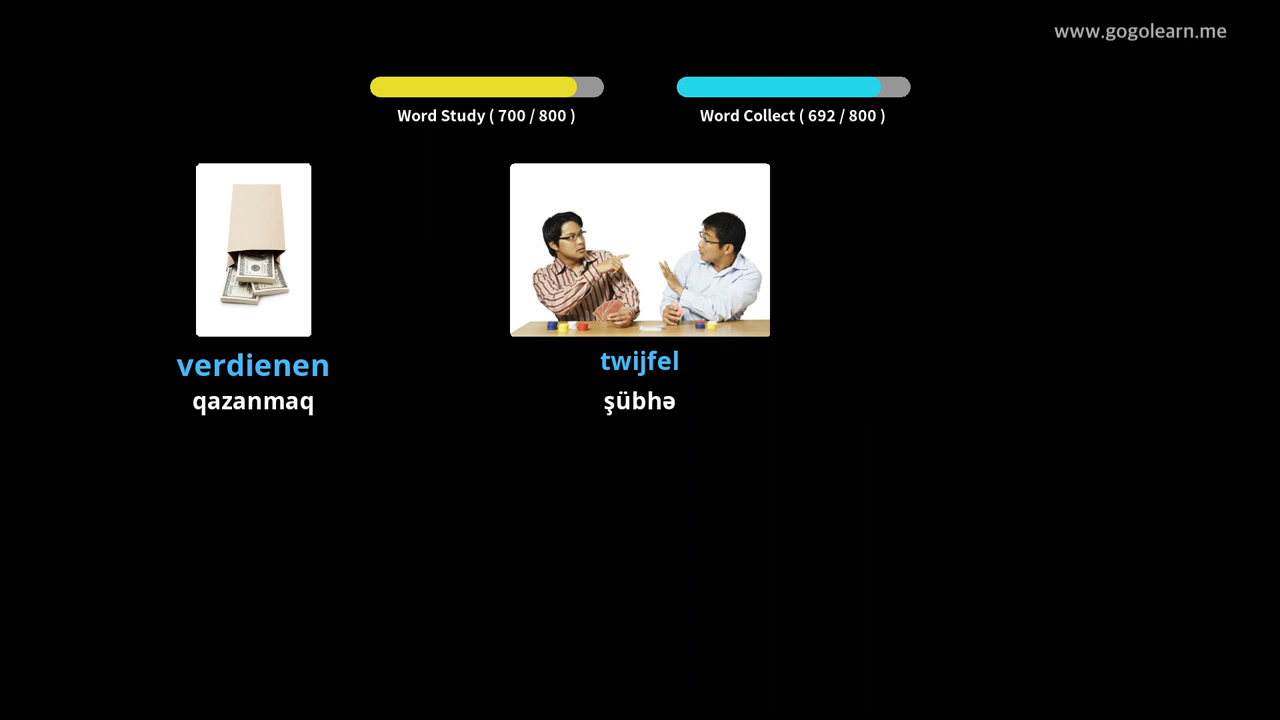 www.gogolearn.me
Word Study ( 700 / 800 )
Word Collect ( 692 / 800 )
verdienen
qazanmaq
twijfel
şübhə